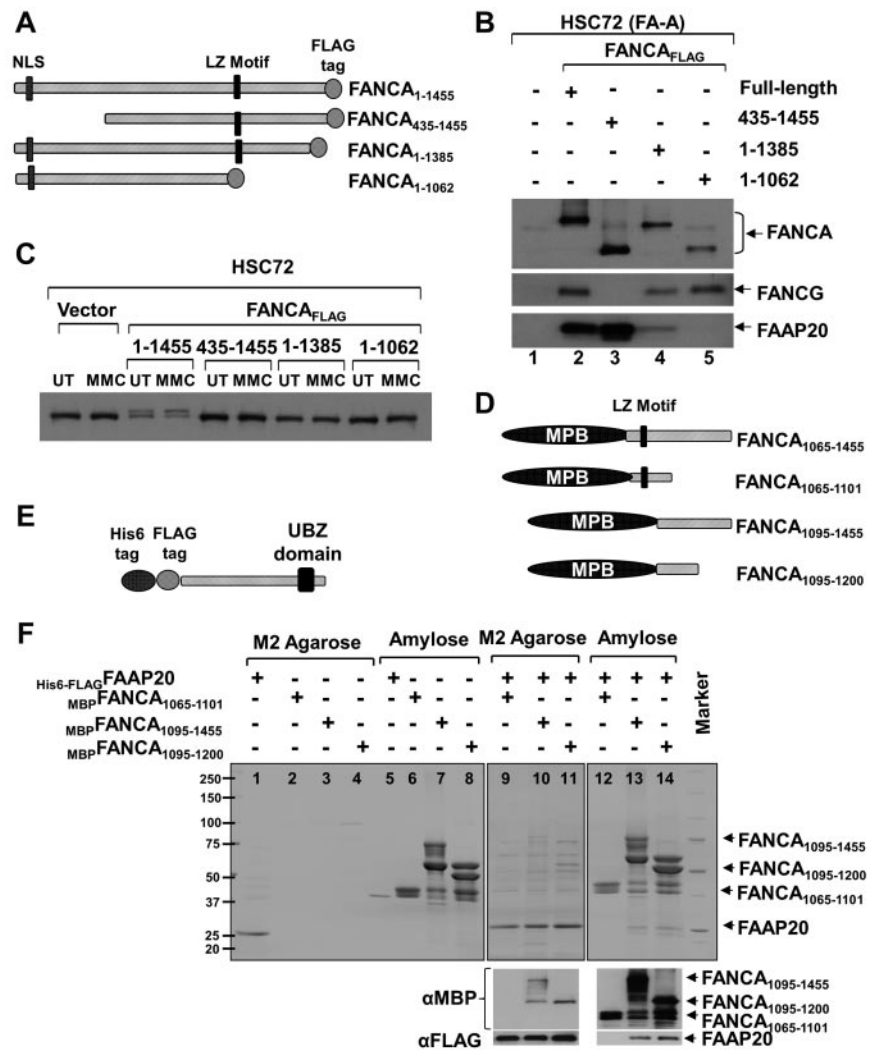 A
NLS
LZ Motif
FLAG
tag
FANCA1-1455
FANCA435-1455
FANCA1-1385
FANCA1-1062
B
HSC72 (FA-A)
FANCAFLAG
- + - - - Full-length
- - + - - 435-1455
- - - + - 1-1385
- - - - + 1-1062
FANCA
FANCG
FAAP20
1 2 3 4 5
C
HSC72
Vector
FANCAFLAG
1-1455 435-1455 1-1385 1-1062
UT MMC UT MMC UT MMC UT MMC UT MMC
D
LZ Motif
MPB FANCA1065-1455
MPB FANCA1065-1101
MPB FANCA1095-1455
MPB FANCA1095-1200
E
His6
tag
FLAG
tag
UBZ
domain
F
M2 Agarose Amylose M2 Agarose Amylose
His6-FLAGFAAP20 + - - - + - - - + + + + + +
MBPFANCA1065-1101 - + - - - + - - + - - + - -
MBPFANCA1095-1455 - - + - - - + - - + - - + -
MBPFANCA1095-1200 - - - + - - - + - - + - - +
Marker
1 2 3 4 5 6 7 8 9 10 11 12 13 14
250
150
100
75
50
37
25
20
FANCA1095-1455
FANCA1095-1200
FANCA1065-1101
FAAP20
αMBP
FANCA1095-1455
FANCA1095-1200
FANCA1065-1101
αFLAG
FAAP20